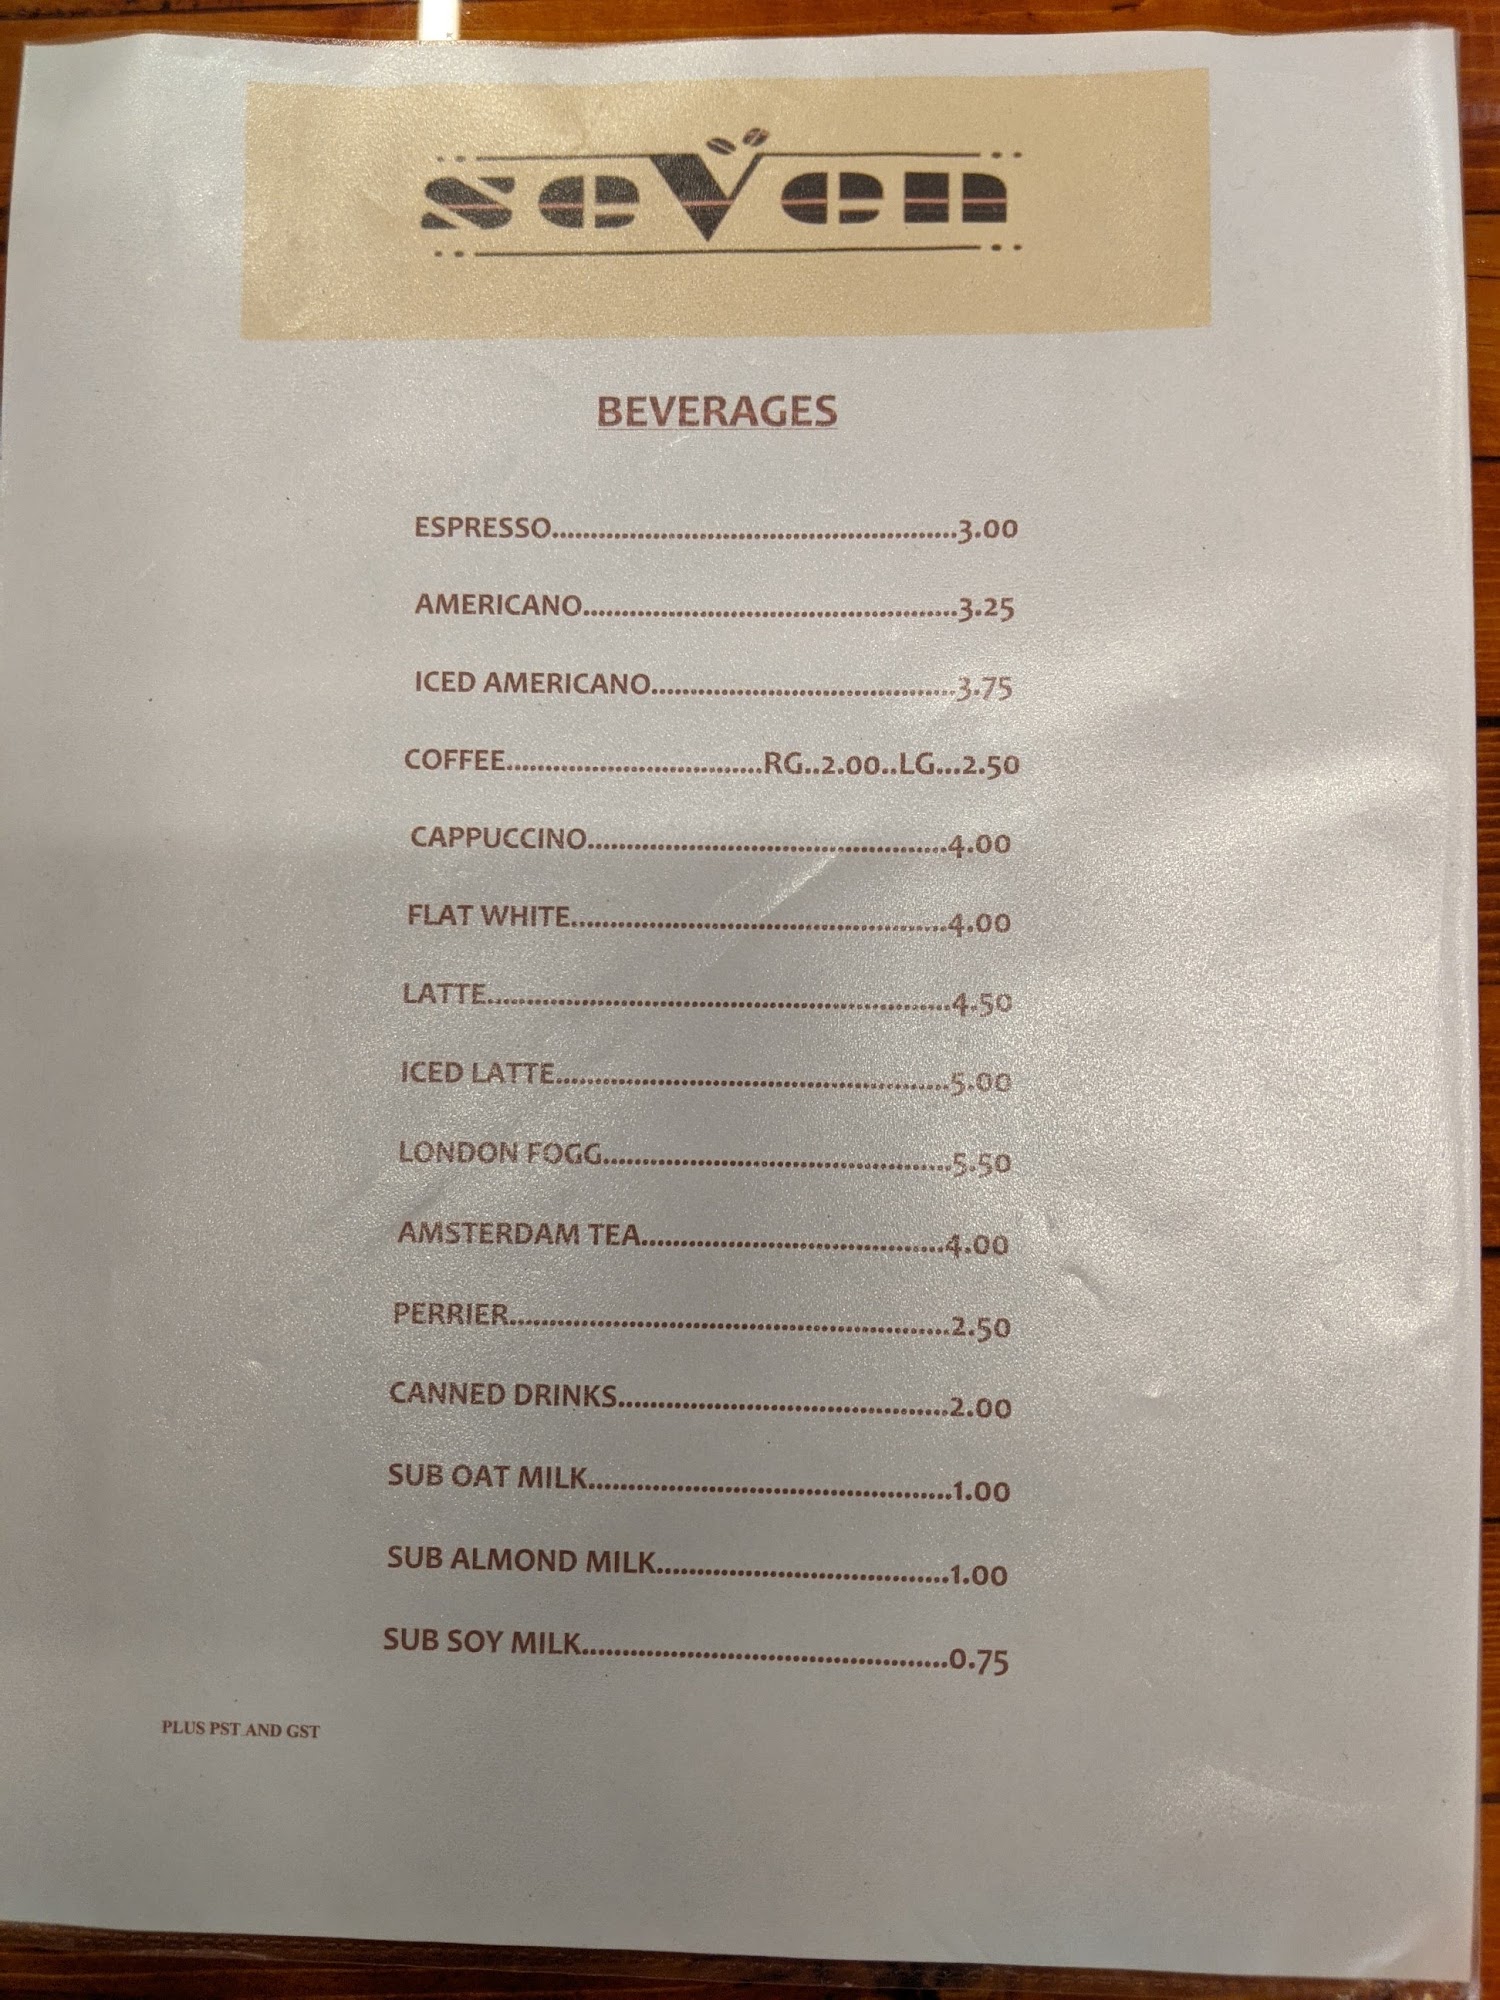 seven
BEVERAGES
ESPRESSO.....................................................3.00
AMERICANO.................................................3.25
ICED AMERICANO.......................................3.75
COFFEE.................................RG..2.00..LG...2.50
CAPPUCCINO..............................................4.00
FLAT WHITE................................................4.00
LATTE...........................................................4.50
ICED LATTE..................................................5.00
LONDON FOGG............................................5.50
AMSTERDAM TEA.......................................4.00
PERRIER........................................................2.50
CANNED DRINKS..........................................2.00
SUB OAT MILK..............................................1.00
SUB ALMOND MILK.....................................1.00
SUB SOY MILK...............................................0.75
PLUS PST AND GST